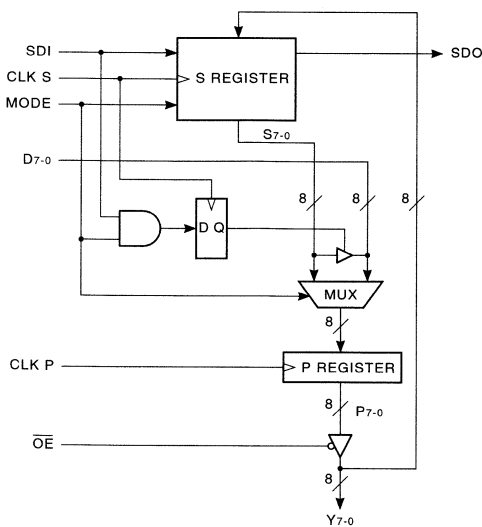 SDI
CLK S
MODE
S REGISTER
SDO
S7-0
D7-0
8
8
8
D Q
MUX
8
CLK P
P REGISTER
8
P7-0
OE
8
Y7-0